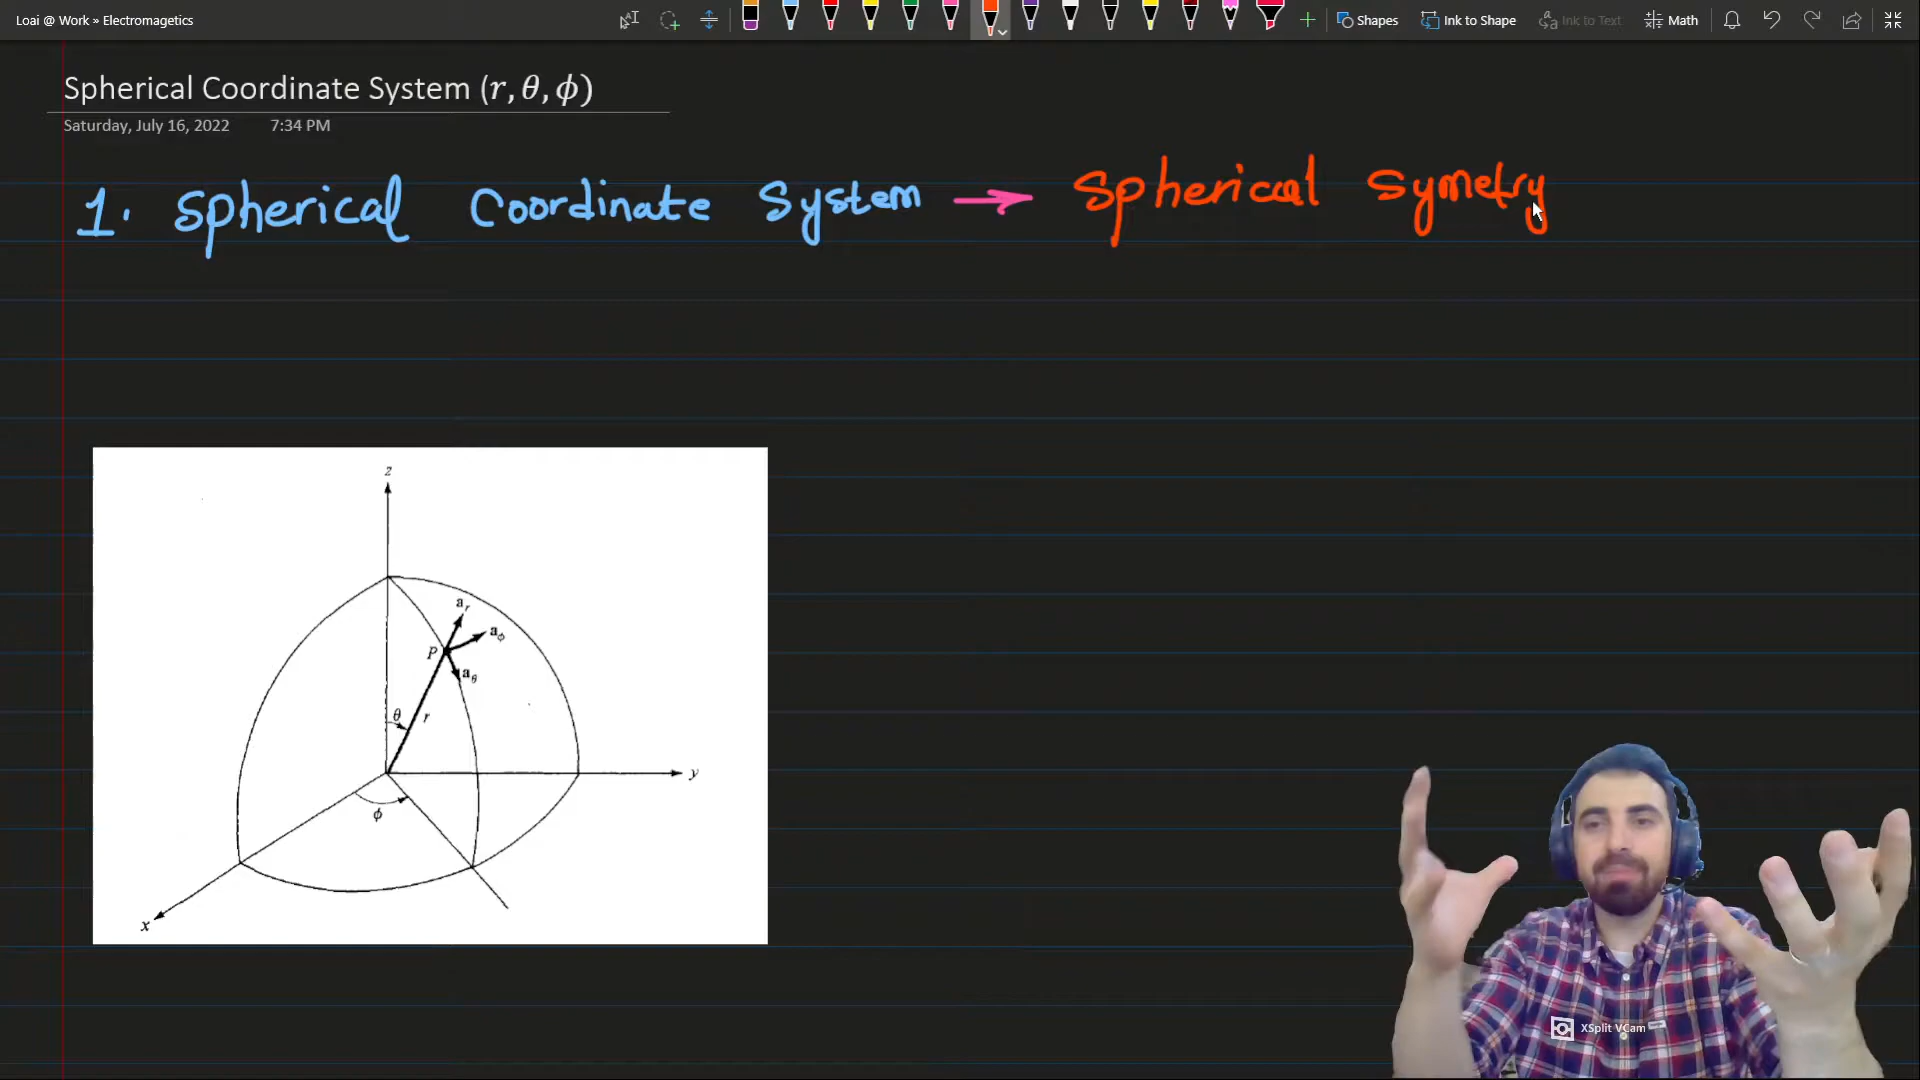 Loai @ Work » Electromagetics
Shapes
Ink to Shape
Ink to Text
Math
Spherical Coordinate System (r, θ, ϕ)
Saturday, July 16, 2022 7:34 PM
1. Spherical Coordinate System → Sphericcal Symetry
z
a_r
a_ϕ
P
a_θ
θ
r
y
ϕ
x
XSplit VCam